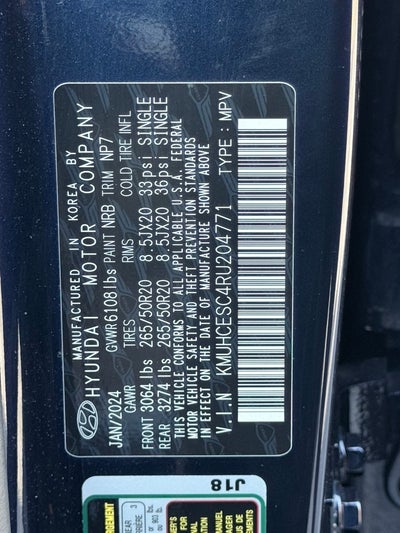 MANUFACTURED IN KOREA BY
HYUNDAI MOTOR COMPANY
JAN/2024 GVWR6108lbs PAINT NRB TRIM NP7
GAWR TIRES RIMS COLD TIRE INFL
FRONT 3064 lbs 265/50R20 8.5JX20 33psi SINGLE
REAR 3274 lbs 265/50R20 8.5JX20 36psi SINGLE
THIS VEHICLE CONFORMS TO ALL APPLICABLE U.S.A. FEDERAL
MOTOR VEHICLE SAFETY AND THEFT PREVENTION STANDARDS
IN EFFECT ON THE DATE OF MANUFACTURE SHOWN ABOVE
V.I.N KMUHCESC4RU204771 TYPE : MPV
J18